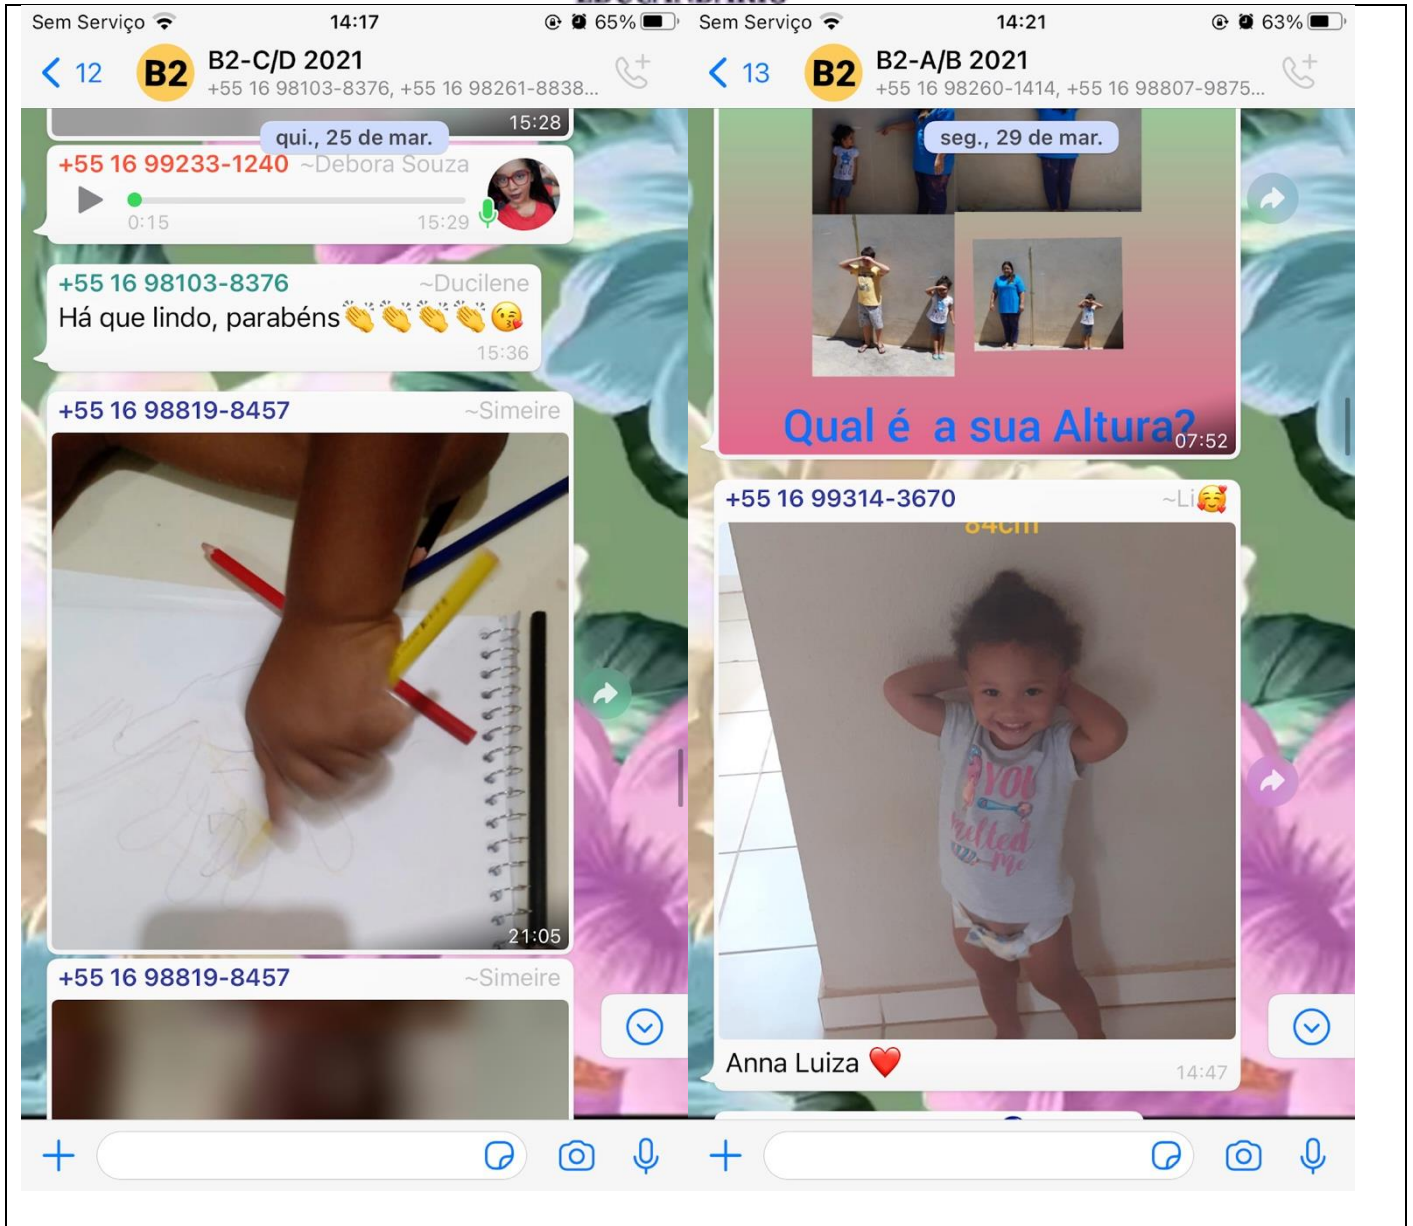 EDUCANDÁRIO
Sem Serviço 14:17 65%
12 B2 B2-C/D 2021
+55 16 98103-8376, +55 16 98261-8838...
15:28
qui., 25 de mar.
+55 16 99233-1240 ~Debora Souza
0:15 15:29
+55 16 98103-8376 ~Ducilene
Há que lindo, parabéns👏👏👏👏😘
15:36
+55 16 98819-8457 ~Simeire
21:05
+55 16 98819-8457 ~Simeire
Sem Serviço 14:21 63%
13 B2 B2-A/B 2021
+55 16 98260-1414, +55 16 98807-9875...
seg., 29 de mar.
Qual é a sua Altura?
07:52
+55 16 99314-3670 ~Li🥰
84cm
YOU
melted
me
Anna Luiza ❤️
14:47